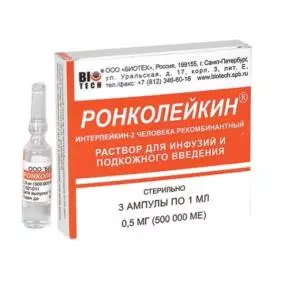 BIO
TECH
ООО «БИОТЕХ», Россия, 199155, г. Санкт-Петербург,
ул. Уральская, д. 17, корп. 3, лит. Е,
тел./факс: +7 (812) 346-60-16
www.biotech.spb.ru
РОНКОЛЕЙКИН®
ИНТЕРЛЕЙКИН-2 ЧЕЛОВЕКА РЕКОМБИНАНТНЫЙ
РАСТВОР ДЛЯ ИНФУЗИЙ И
ПОДКОЖНОГО ВВЕДЕНИЯ
СТЕРИЛЬНО
3 АМПУЛЫ ПО 1 МЛ
0,5 МГ (500 000 МЕ)
РОНКОЛЕЙ